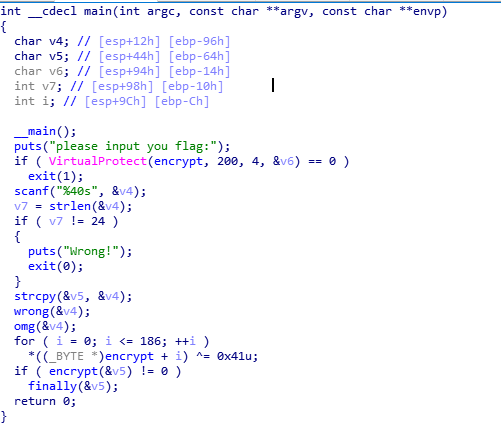 int __cdecl main(int argc, const char **argv, const char **envp)
{
  char v4; // [esp+12h] [ebp-96h]
  char v5; // [esp+44h] [ebp-64h]
  char v6; // [esp+94h] [ebp-14h]
  int v7; // [esp+98h] [ebp-10h]
  int i; // [esp+9Ch] [ebp-Ch]

  __main();
  puts("please input you flag:");
  if ( VirtualProtect(encrypt, 200, 4, &v6) == 0 )
    exit(1);
  scanf("%40s", &v4);
  v7 = strlen(&v4);
  if ( v7 != 24 )
  {
    puts("Wrong!");
    exit(0);
  }
  strcpy(&v5, &v4);
  wrong(&v4);
  omg(&v4);
  for ( i = 0; i <= 186; ++i )
    *((_BYTE *)encrypt + i) ^= 0x41u;
  if ( encrypt(&v5) != 0 )
    finally(&v5);
  return 0;
}